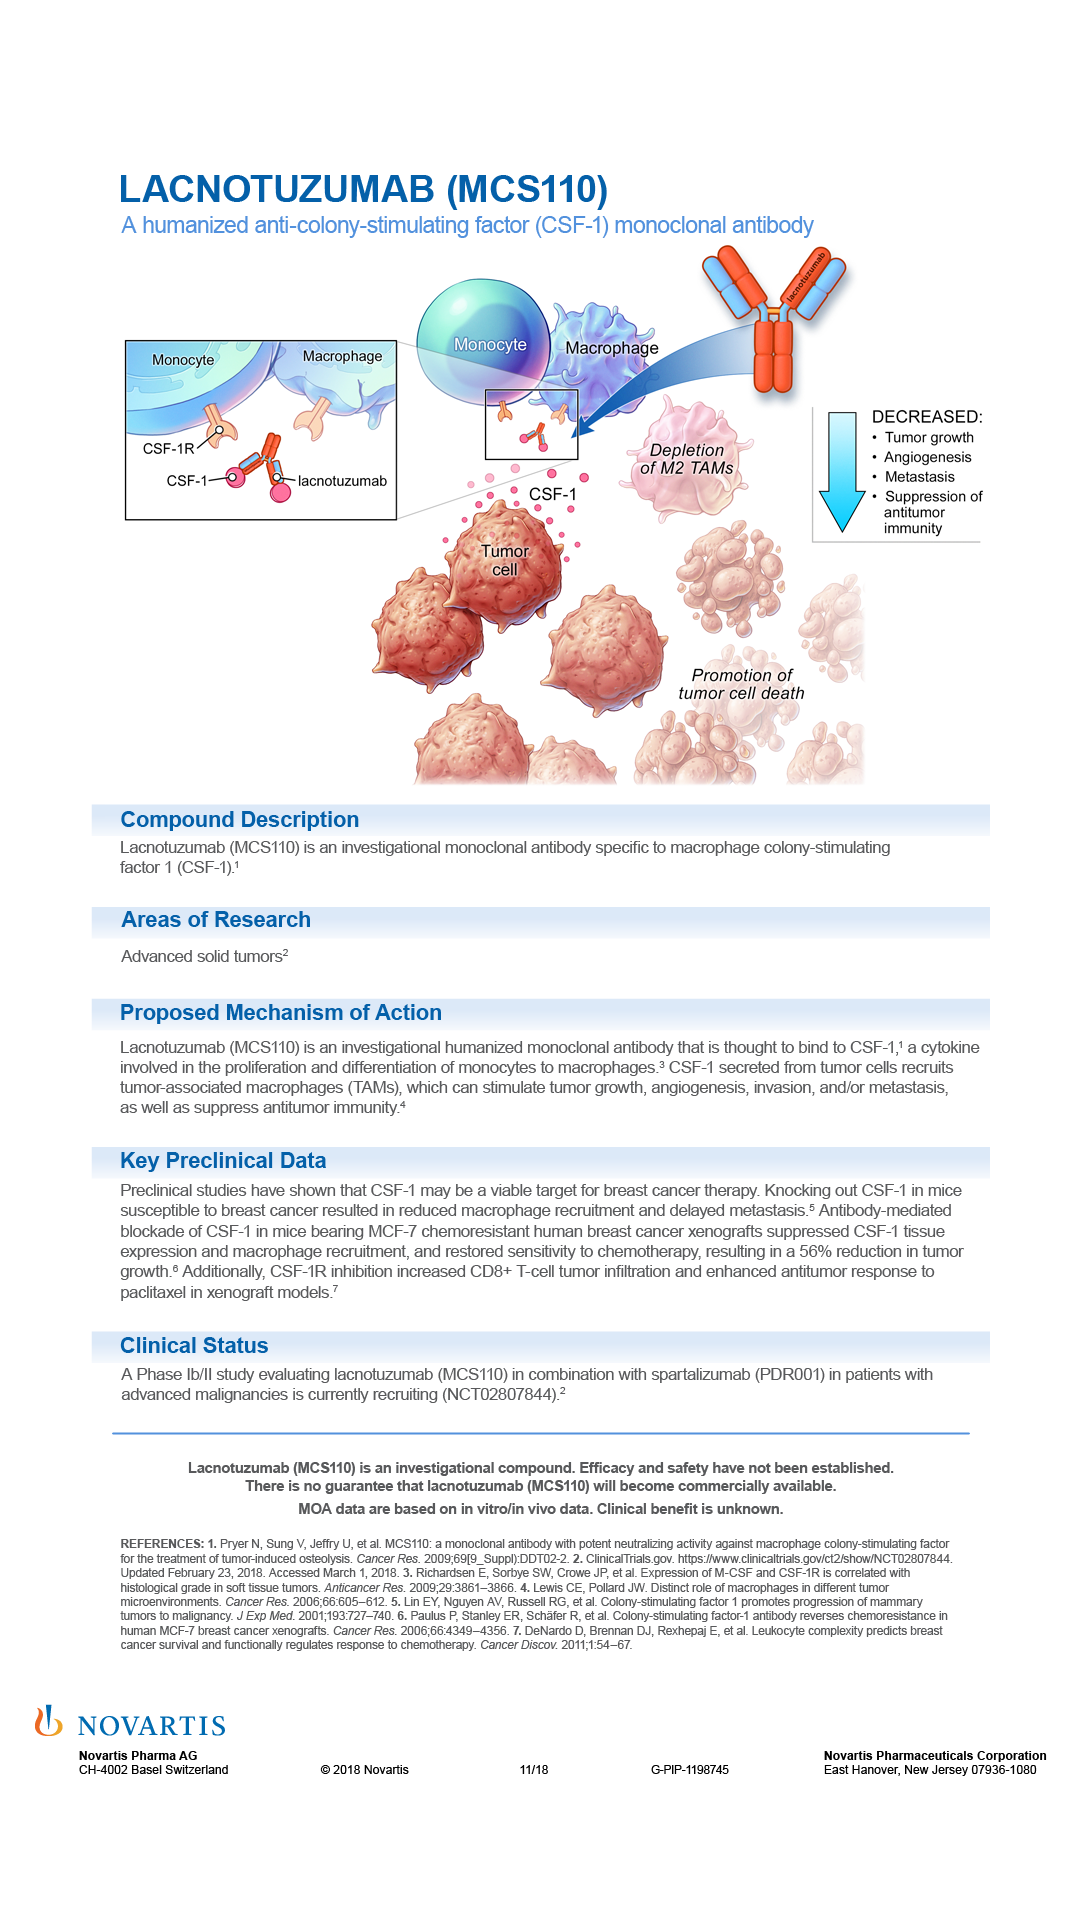 LACNOTUZUMAB (MCS110)
A humanized anti-colony-stimulating factor (CSF-1) monoclonal antibody
lacnotuzumab
Monocyte
Macrophage
Monocyte
Macrophage
CSF-1R
CSF-1
lacnotuzumab
CSF-1
Depletion
of M2 TAMs
DECREASED:
• Tumor growth
• Angiogenesis
• Metastasis
• Suppression of
antitumor
immunity
Tumor
cell
Promotion of
tumor cell death
Compound Description
Lacnotuzumab (MCS110) is an investigational monoclonal antibody specific to macrophage colony-stimulating
factor 1 (CSF-1).¹
Areas of Research
Advanced solid tumors²
Proposed Mechanism of Action
Lacnotuzumab (MCS110) is an investigational humanized monoclonal antibody that is thought to bind to CSF-1,¹ a cytokine
involved in the proliferation and differentiation of monocytes to macrophages.³ CSF-1 secreted from tumor cells recruits
tumor-associated macrophages (TAMs), which can stimulate tumor growth, angiogenesis, invasion, and/or metastasis,
as well as suppress antitumor immunity.⁴
Key Preclinical Data
Preclinical studies have shown that CSF-1 may be a viable target for breast cancer therapy. Knocking out CSF-1 in mice
susceptible to breast cancer resulted in reduced macrophage recruitment and delayed metastasis.⁵ Antibody-mediated
blockade of CSF-1 in mice bearing MCF-7 chemoresistant human breast cancer xenografts suppressed CSF-1 tissue
expression and macrophage recruitment, and restored sensitivity to chemotherapy, resulting in a 56% reduction in tumor
growth.⁶ Additionally, CSF-1R inhibition increased CD8+ T-cell tumor infiltration and enhanced antitumor response to
paclitaxel in xenograft models.⁷
Clinical Status
A Phase Ib/II study evaluating lacnotuzumab (MCS110) in combination with spartalizumab (PDR001) in patients with
advanced malignancies is currently recruiting (NCT02807844).²
Lacnotuzumab (MCS110) is an investigational compound. Efficacy and safety have not been established.
There is no guarantee that lacnotuzumab (MCS110) will become commercially available.
MOA data are based on in vitro/in vivo data. Clinical benefit is unknown.
REFERENCES: 1. Pryer N, Sung V, Jeffry U, et al. MCS110: a monoclonal antibody with potent neutralizing activity against macrophage colony-stimulating factor
for the treatment of tumor-induced osteolysis. Cancer Res. 2009;69[9_Suppl):DDT02-2. 2. ClinicalTrials.gov. https://www.clinicaltrials.gov/ct2/show/NCT02807844.
Updated February 23, 2018. Accessed March 1, 2018. 3. Richardsen E, Sorbye SW, Crowe JP, et al. Expression of M-CSF and CSF-1R is correlated with
histological grade in soft tissue tumors. Anticancer Res. 2009;29:3861–3866. 4. Lewis CE, Pollard JW. Distinct role of macrophages in different tumor
microenvironments. Cancer Res. 2006;66:605–612. 5. Lin EY, Nguyen AV, Russell RG, et al. Colony-stimulating factor 1 promotes progression of mammary
tumors to malignancy. J Exp Med. 2001;193:727–740. 6. Paulus P, Stanley ER, Schäfer R, et al. Colony-stimulating factor-1 antibody reverses chemoresistance in
human MCF-7 breast cancer xenografts. Cancer Res. 2006;66:4349–4356. 7. DeNardo D, Brennan DJ, Rexhepaj E, et al. Leukocyte complexity predicts breast
cancer survival and functionally regulates response to chemotherapy. Cancer Discov. 2011;1:54–67.
NOVARTIS
Novartis Pharma AG
CH-4002 Basel Switzerland
© 2018 Novartis
11/18
G-PIP-1198745
Novartis Pharmaceuticals Corporation
East Hanover, New Jersey 07936-1080